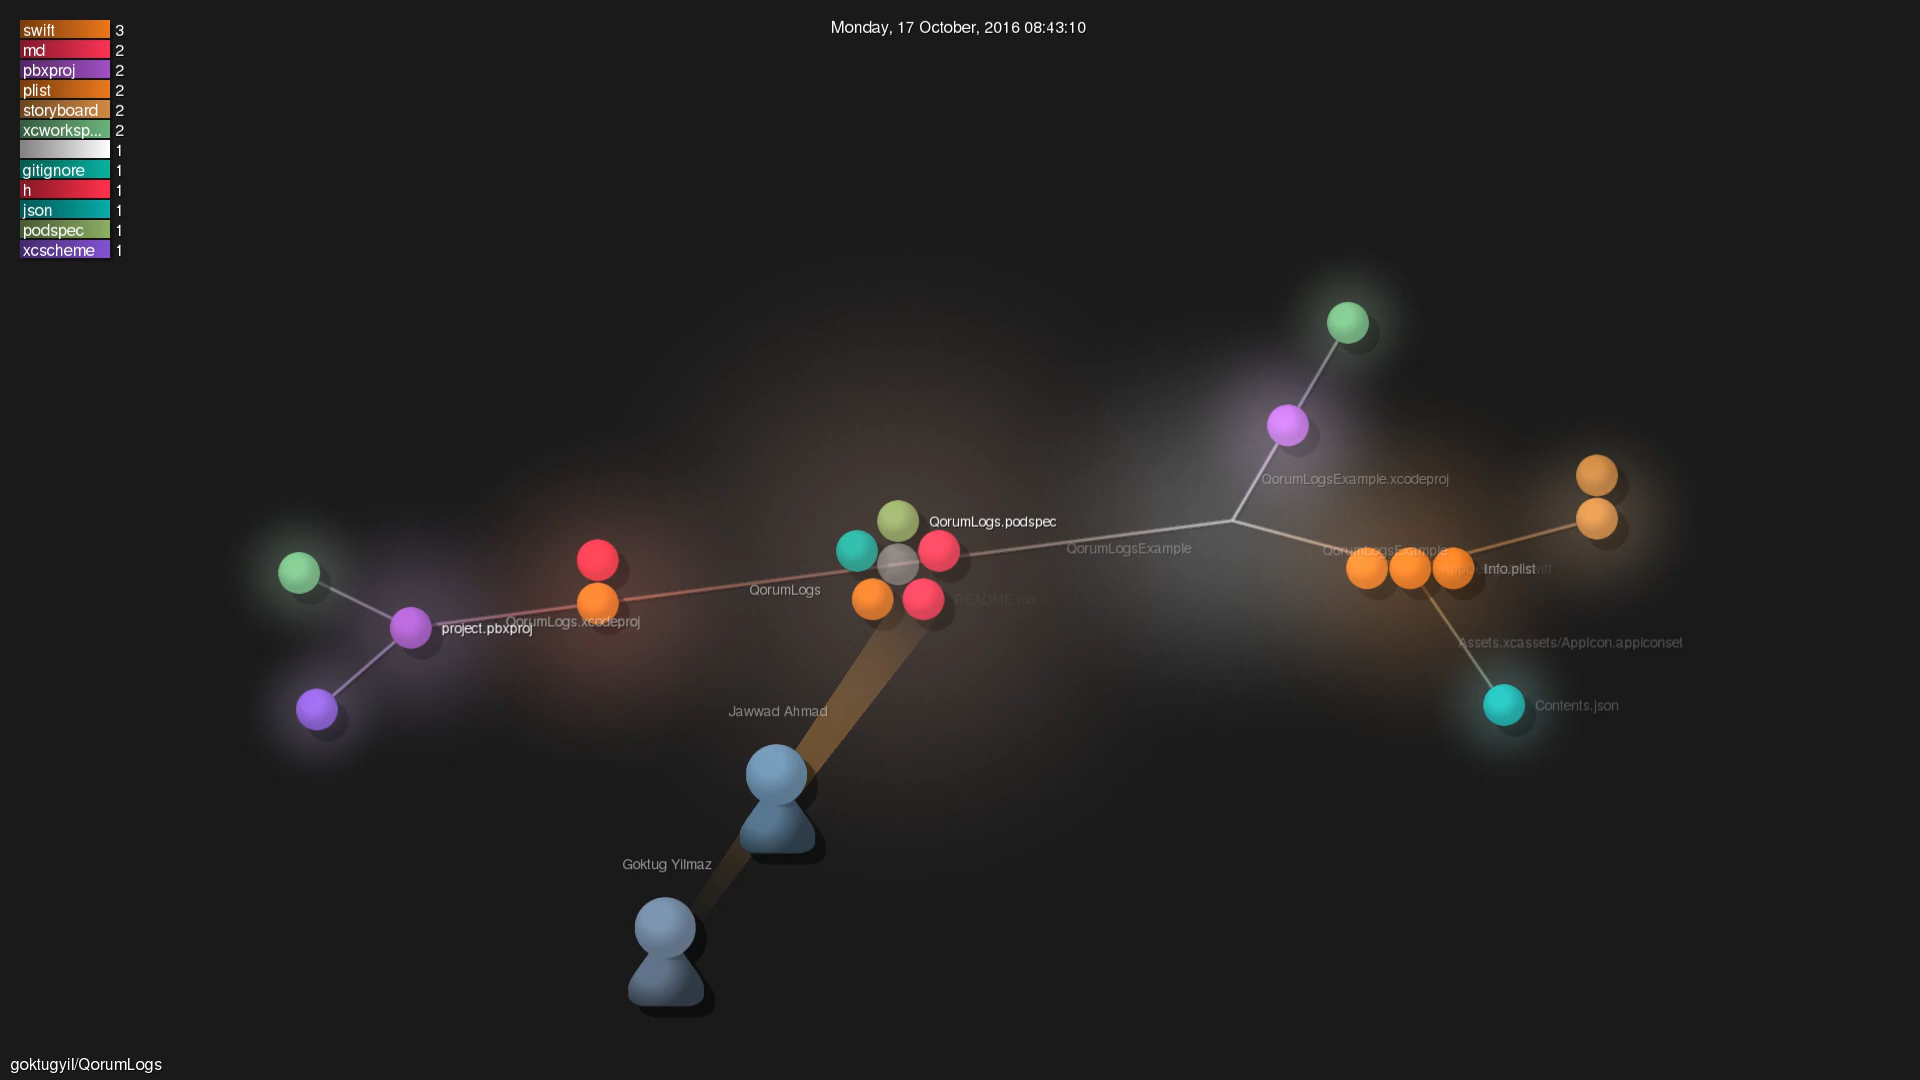 Monday, 17 October, 2016 08:43:10
swift 3
md 2
pbxproj 2
plist 2
storyboard 2
xcworksp... 2
1
gitignore 1
h 1
json 1
podspec 1
xcscheme 1
QorumLogsExample.xcodeproj
QorumLogs.podspec
QorumLogsExample
QorumLogsExample
Info.plist
QorumLogs
README.md
QorumLogs.xcodeproj
project.pbxproj
Assets.xcassets/AppIcon.appiconset
Contents.json
Jawwad Ahmad
Goktug Yilmaz
goktugyil/QorumLogs